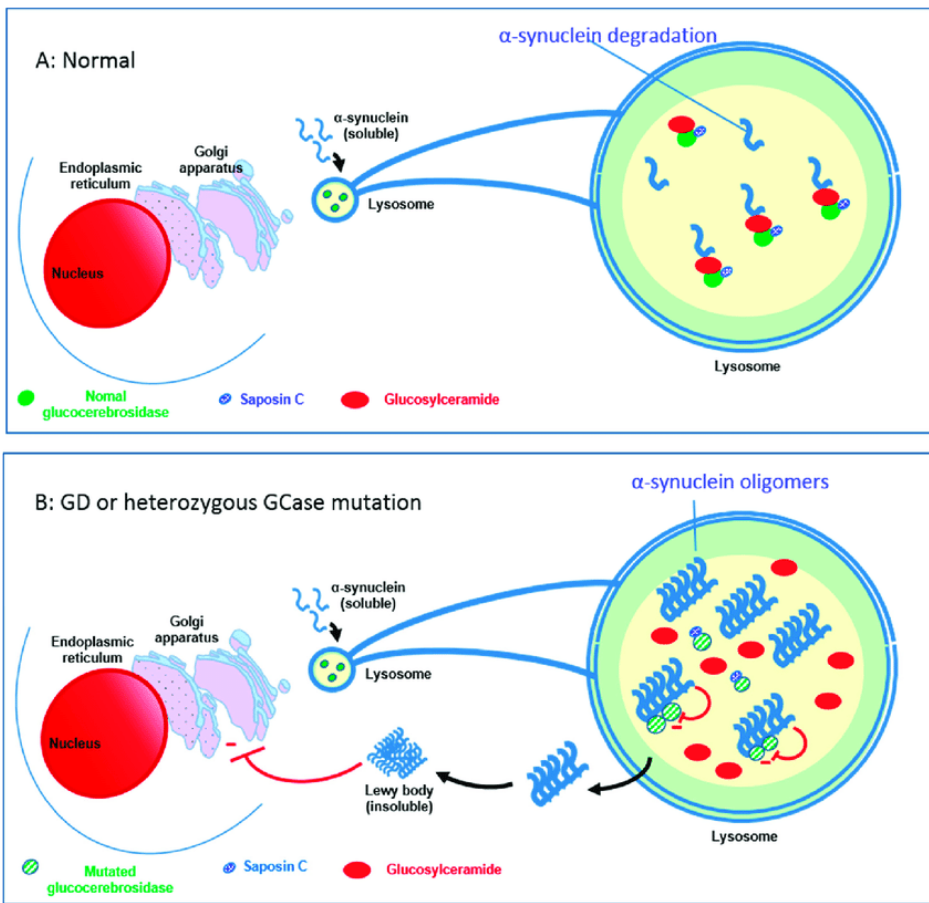 A: Normal
α-synuclein degradation
α-synuclein
(soluble)
Endoplasmic
reticulum
Golgi
apparatus
Lysosome
Nucleus
Lysosome
Nomal
glucocerebrosidase
Saposin C
Glucosylceramide
B: GD or heterozygous GCase mutation
α-synuclein oligomers
α-synuclein
(soluble)
Endoplasmic
reticulum
Golgi
apparatus
Lysosome
Nucleus
Lewy body
(insoluble)
Lysosome
Mutated
glucocerebrosidase
Saposin C
Glucosylceramide